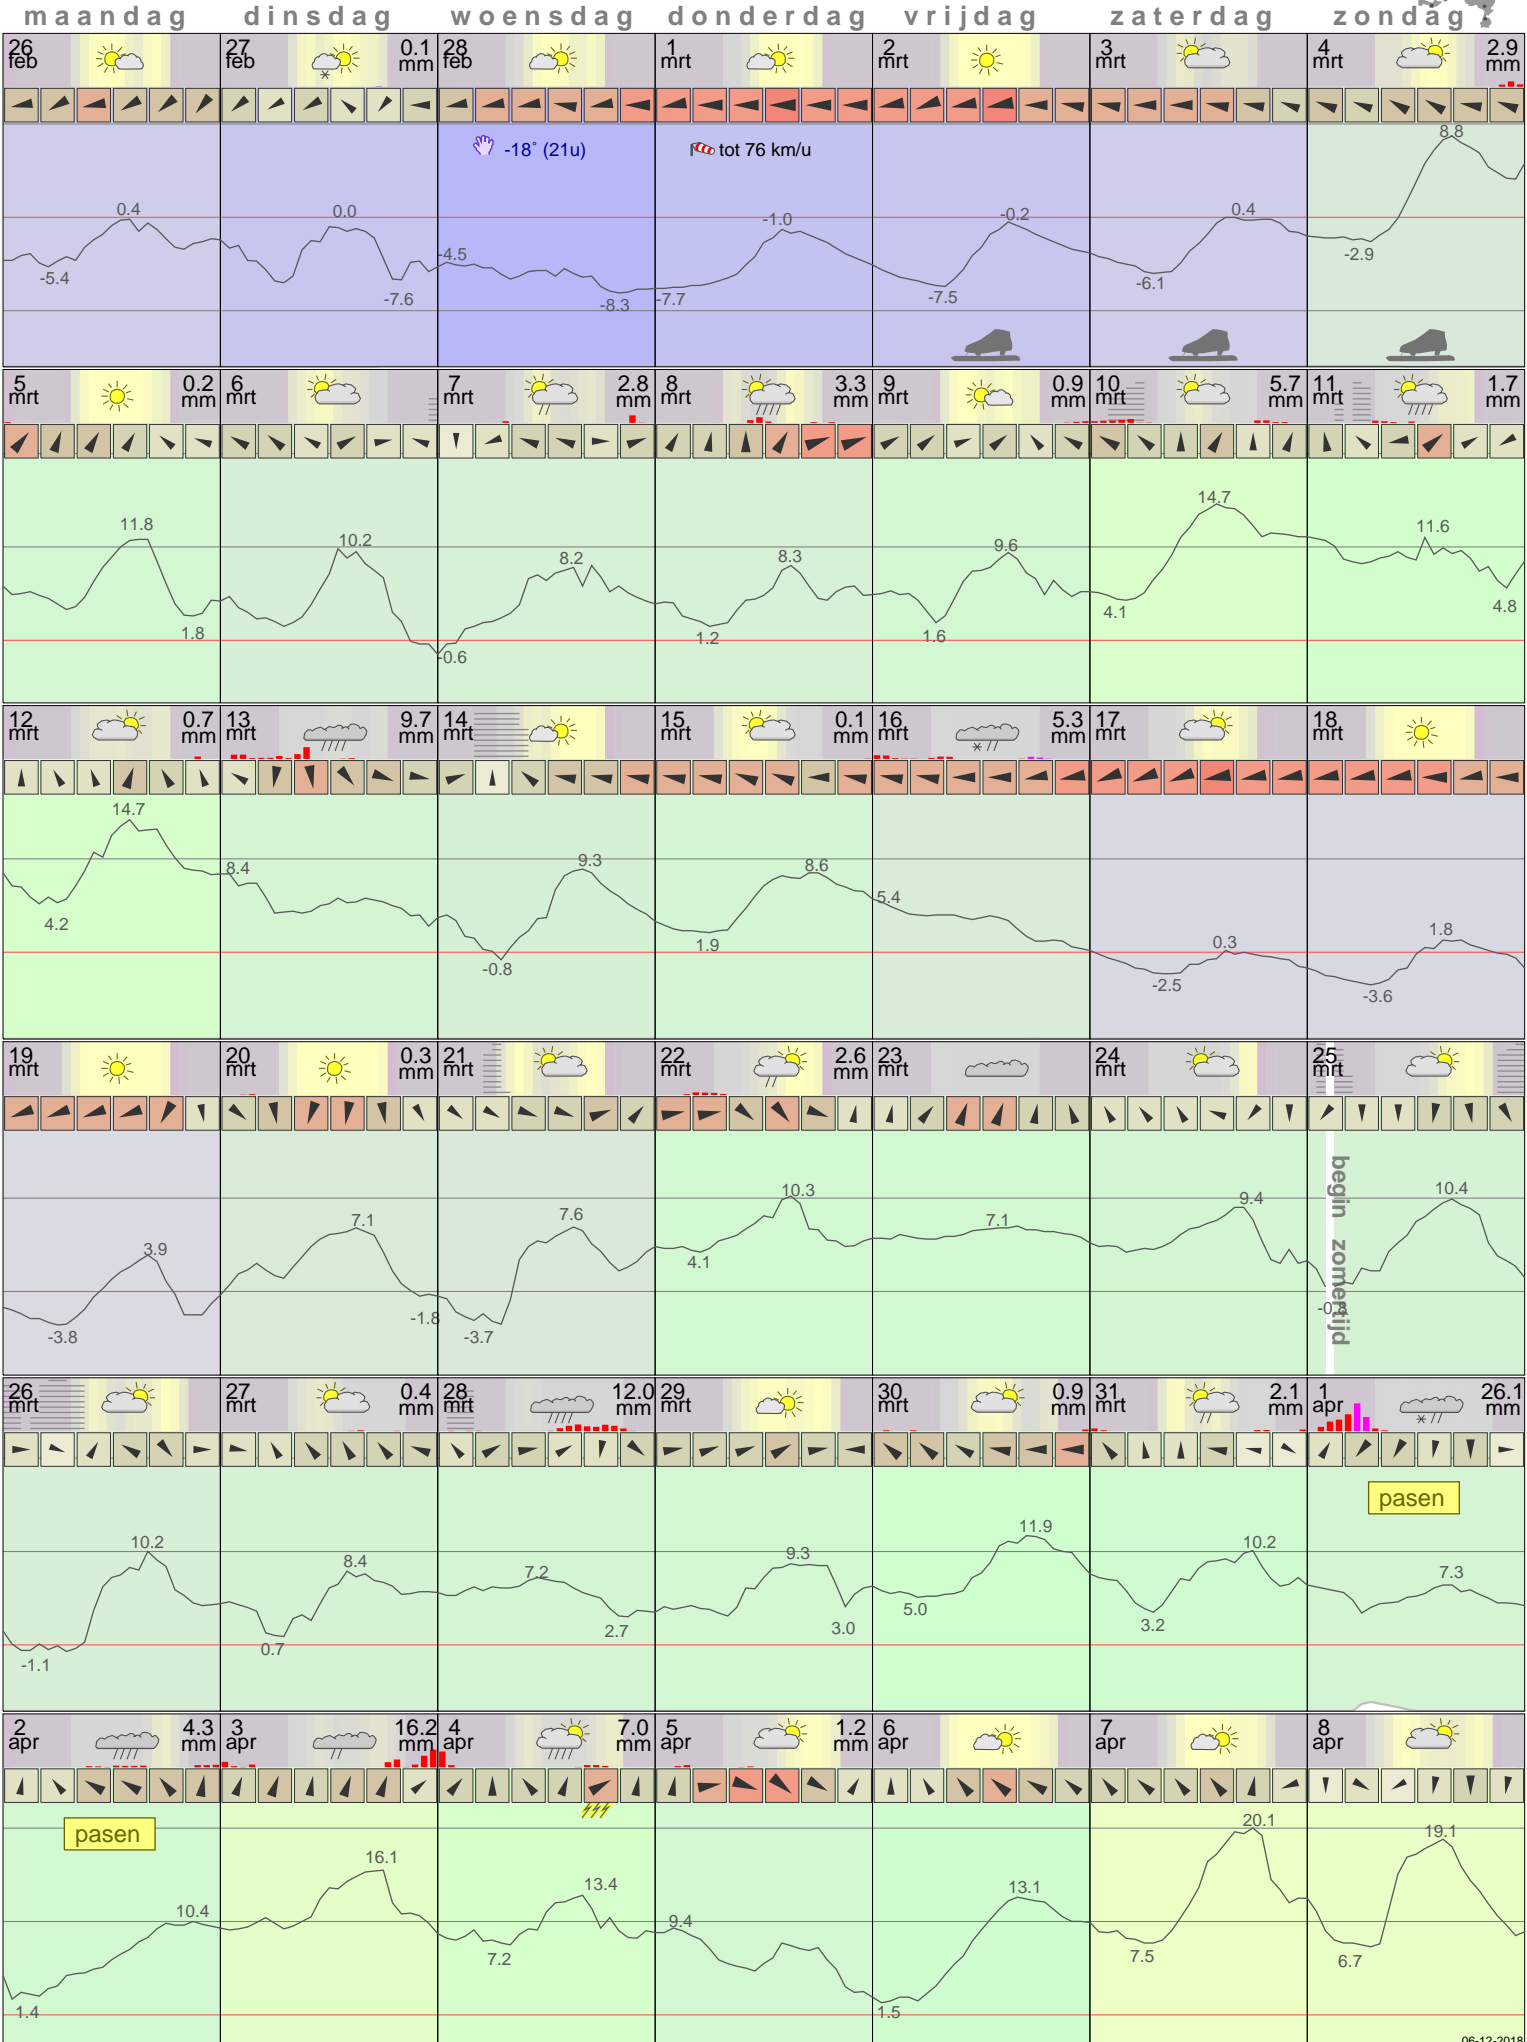 maandag dinsdag woensdag donderdag vrijdag zaterdag zondag
26 27 0.1 28 1 2 3 4 2.9
feb feb mm feb mrt mrt mrt mrt mm
-18° (21u) tot 76 km/u 8.8
0.4 0.0 -4.5 -1.0 -0.2 0.4
-5.4 -7.6 -8.3 -7.7 -7.5 -6.1 -2.9
5 0.2 6 7 2.8 8 3.3 9 0.9 10 5.7 11 1.7
mrt mm mrt mrt mm mrt mm mrt mm mrt mm mrt mm
11.8 10.2 8.2 8.3 9.6 14.7 11.6
1.8 -0.6 1.2 1.6 4.1 4.8
12 0.7 13 9.7 14 15 0.1 16 5.3 17 18
mrt mm mrt mm mrt mrt mm mrt mm mrt mrt
14.7 8.4 9.3 8.6 5.4 0.3 1.8
4.2 -0.8 1.9 -2.5 -3.6
19 20 0.3 21 22 2.6 23 24 25
mrt mrt mm mrt mrt mm mrt mrt mrt
3.9 7.1 7.6 10.3 7.1 9.4 10.4
-3.8 -1.8 -3.7 4.1 -0.8
begin zomertijd
26 27 0.4 28 12.0 29 30 0.9 31 2.1 1 26.1
mrt mrt mm mrt mm mrt mrt mm mrt mm apr mm
pasen
10.2 8.4 7.2 9.3 11.9 10.2 7.3
-1.1 0.7 2.7 3.0 5.0 3.2
2 4.3 3 16.2 4 7.0 5 1.2 6 7 8
apr mm apr mm apr mm apr mm apr apr apr
pasen
10.4 16.1 13.4 9.4 13.1 20.1 19.1
1.4 7.2 1.5 7.5 6.7
06-12-2018